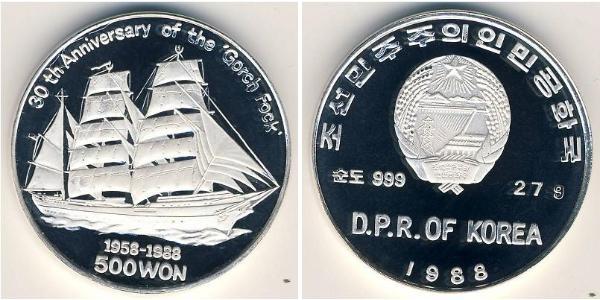 30 th Anniversary of the 'Gorch Fock'
1958-1988
500 WON
조선민주주의인민공화국
순도 999 27 g
D.P.R. OF KOREA
1988